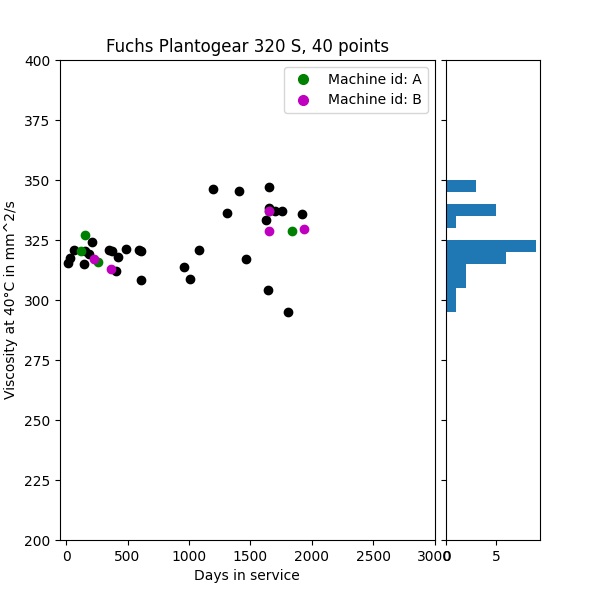 Fuchs Plantogear 320 S, 40 points
Machine id: A
Machine id: B
Viscosity at 40°C in mm^2/s
400
375
350
325
300
275
250
225
200
0 500 1000 1500 2000 2500 3000
0 5
Days in service